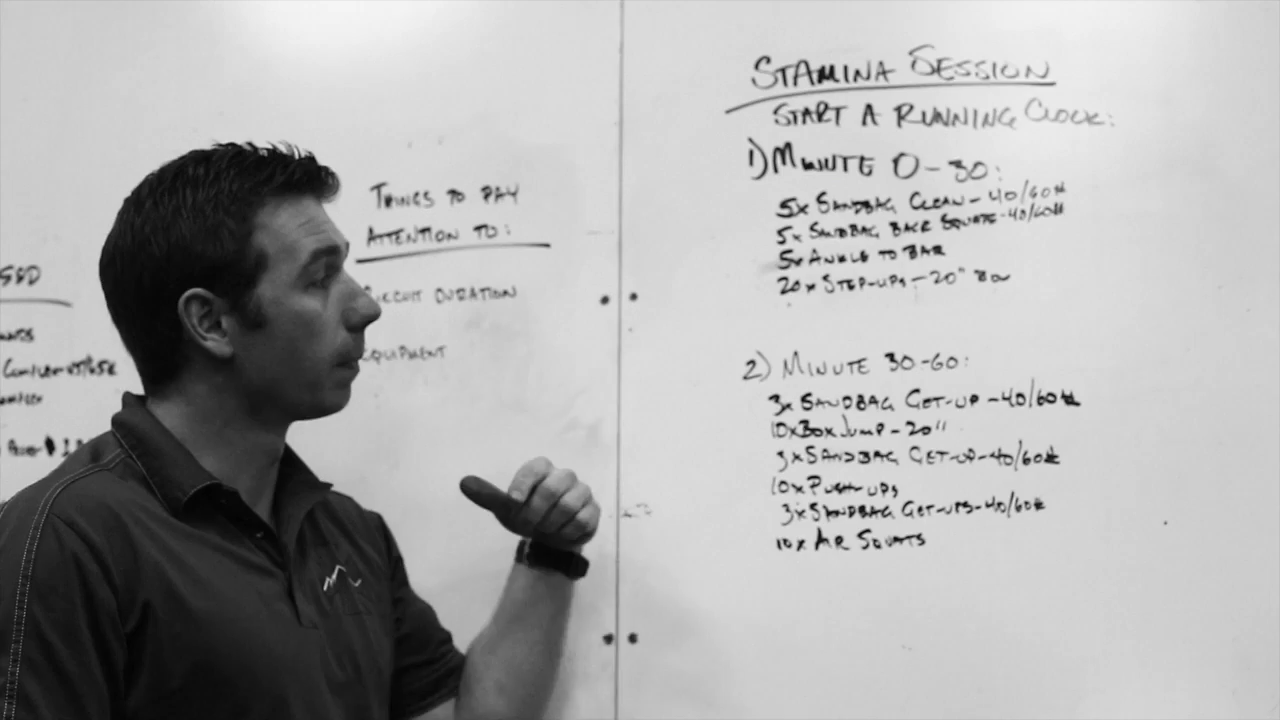 THINGS TO PAY
ATTENTION TO:
CIRCUIT DURATION
EQUIPMENT
STAMINA SESSION
START A RUNNING CLOCK:
1) MINUTE 0-30:
5x SANDBAG CLEAN - 40/60#
5x SANDBAG BACK SQUATS - 40/60#
5x ANKLE TO BAR
20x STEP-UPS - 20" BOX
2) MINUTE 30-60:
3x SANDBAG GET-UP - 40/60#
10x BOX JUMP - 20"
3x SANDBAG GET-UP - 40/60#
10x PUSH-UPS
3x SANDBAG GET-UPS - 40/60#
10x AIR SQUATS